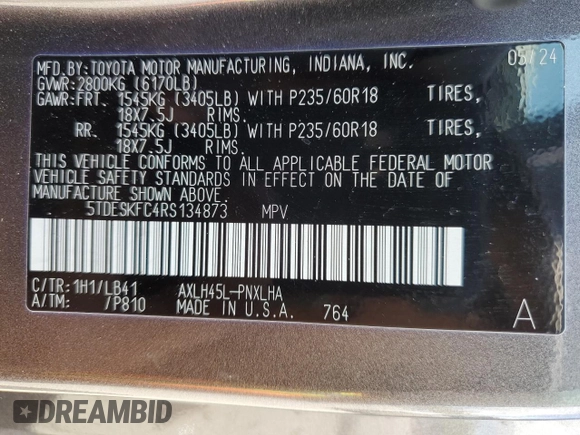 MFD.BY:TOYOTA MOTOR MANUFACTURING, INDIANA, INC. 05/24
GVWR:2800KG (6170LB)
GAWR:FRT. 1545KG (3405LB) WITH P235/60R18 TIRES,
18X7.5J RIMS.
RR. 1545KG (3405LB) WITH P235/60R18 TIRES,
18X7.5J RIMS.
THIS VEHICLE CONFORMS TO ALL APPLICABLE FEDERAL MOTOR
VEHICLE SAFETY STANDARDS IN EFFECT ON THE DATE OF
MANUFACTURE SHOWN ABOVE.
5TDESKFC4RS134873 MPV
C/TR:1H1/LB41 AXLH45L-PNXLHA
A/TM: /P810 MADE IN U.S.A. 764 A
DREAMBID